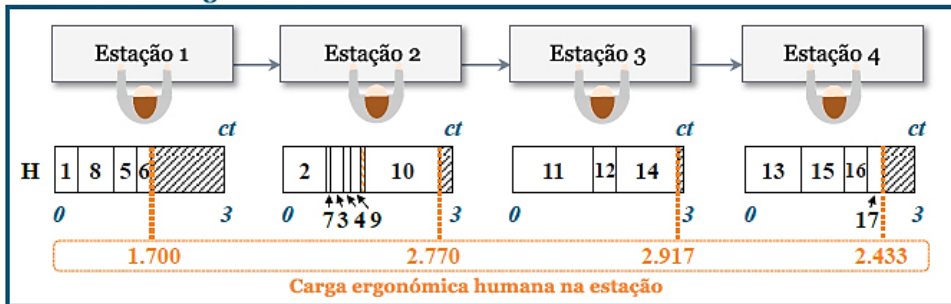 Estação 1 Estação 2 Estação 3 Estação 4
ct ct ct ct
H 1 8 5 6 2 10 11 12 14 13 15 16
0 3 0 7 3 4 9 3 0 3 0 17 3
1.700 2.770 2.917 2.433
Carga ergonómica humana na estação